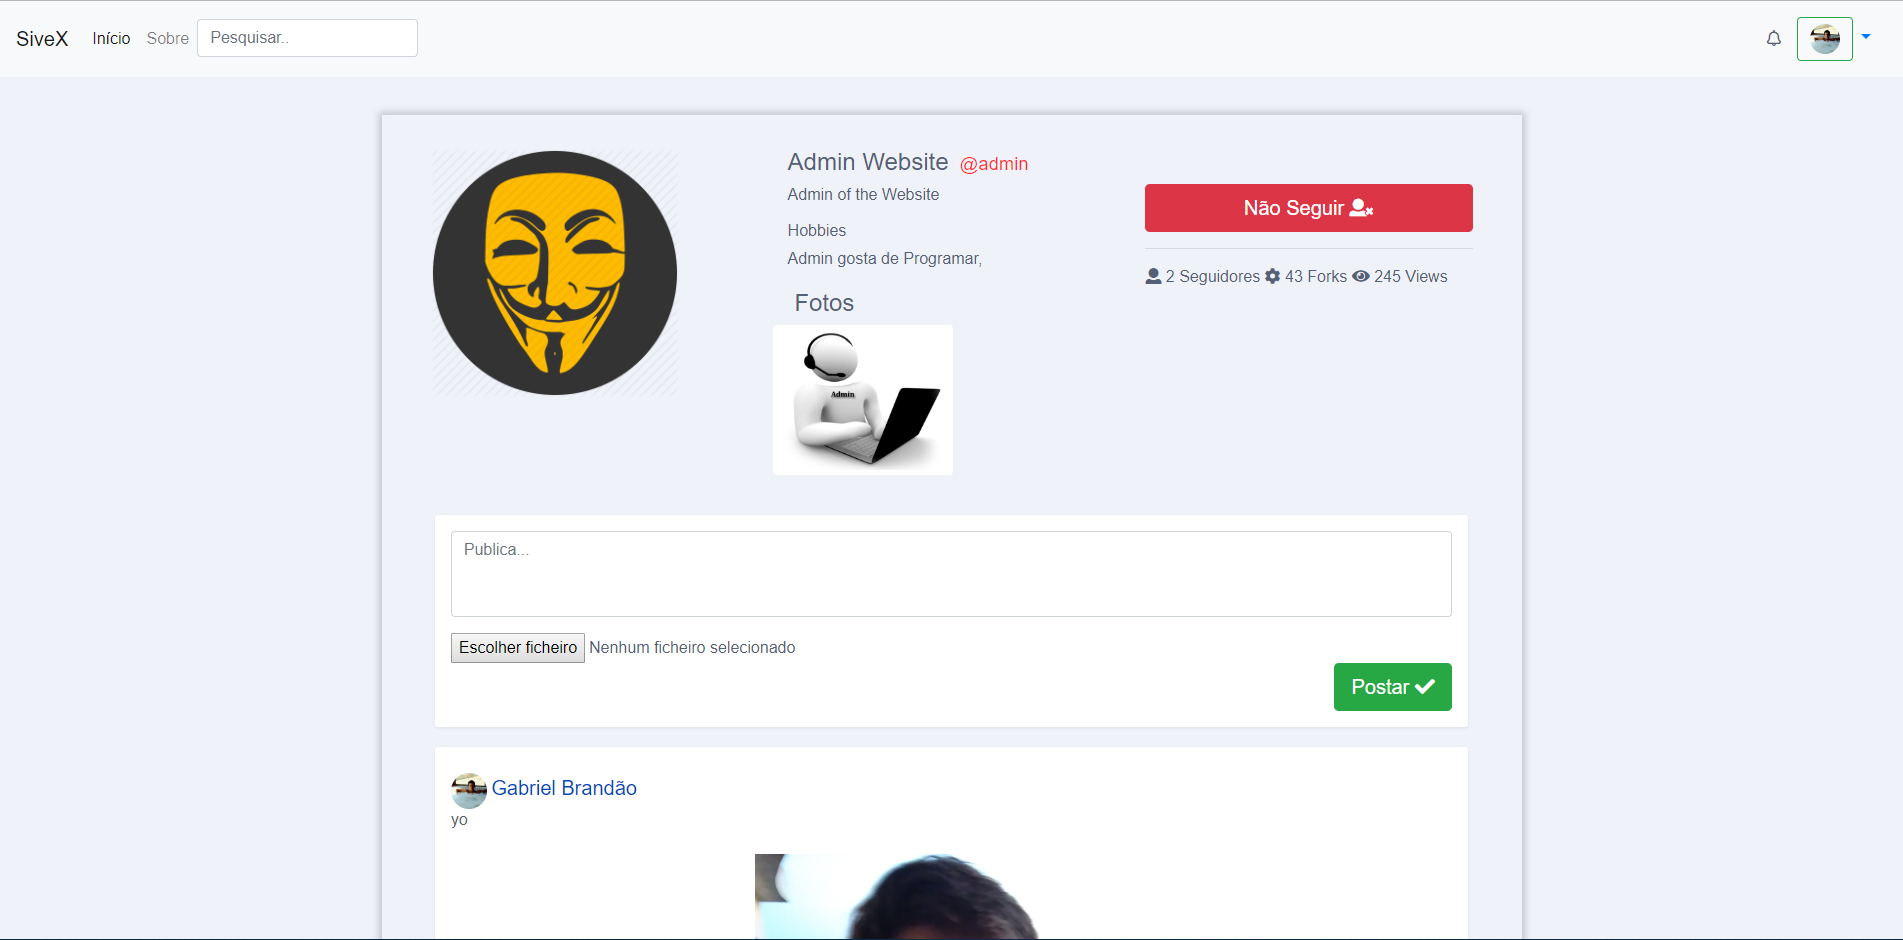 SiveX Início Sobre Pesquisar..
Admin Website @admin
Admin of the Website
Hobbies
Admin gosta de Programar,
Não Seguir
2 Seguidores 43 Forks 245 Views
Fotos
Admin
Publica...
Escolher ficheiro Nenhum ficheiro selecionado
Postar
Gabriel Brandão
yo